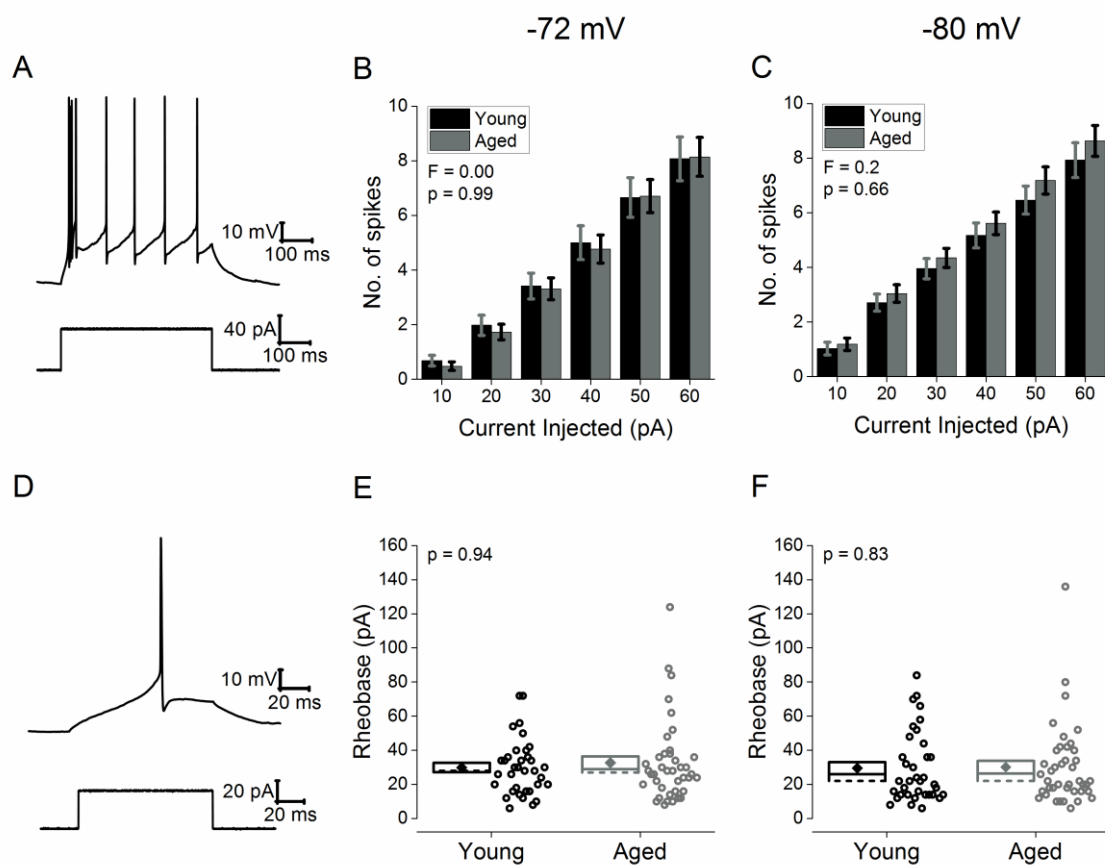 -72 mV
-80 mV
A
10 mV
100 ms
40 pA
100 ms
B
No. of spikes
10
8
6
4
2
0
Young
Aged
F = 0.00
p = 0.99
10 20 30 40 50 60
Current Injected (pA)
C
No. of spikes
10
8
6
4
2
0
Young
Aged
F = 0.2
p = 0.66
10 20 30 40 50 60
Current Injected (pA)
D
10 mV
20 ms
20 pA
20 ms
E
Rheobase (pA)
160
140
120
100
80
60
40
20
0
p = 0.94
Young Aged
F
Rheobase (pA)
160
140
120
100
80
60
40
20
0
p = 0.83
Young Aged